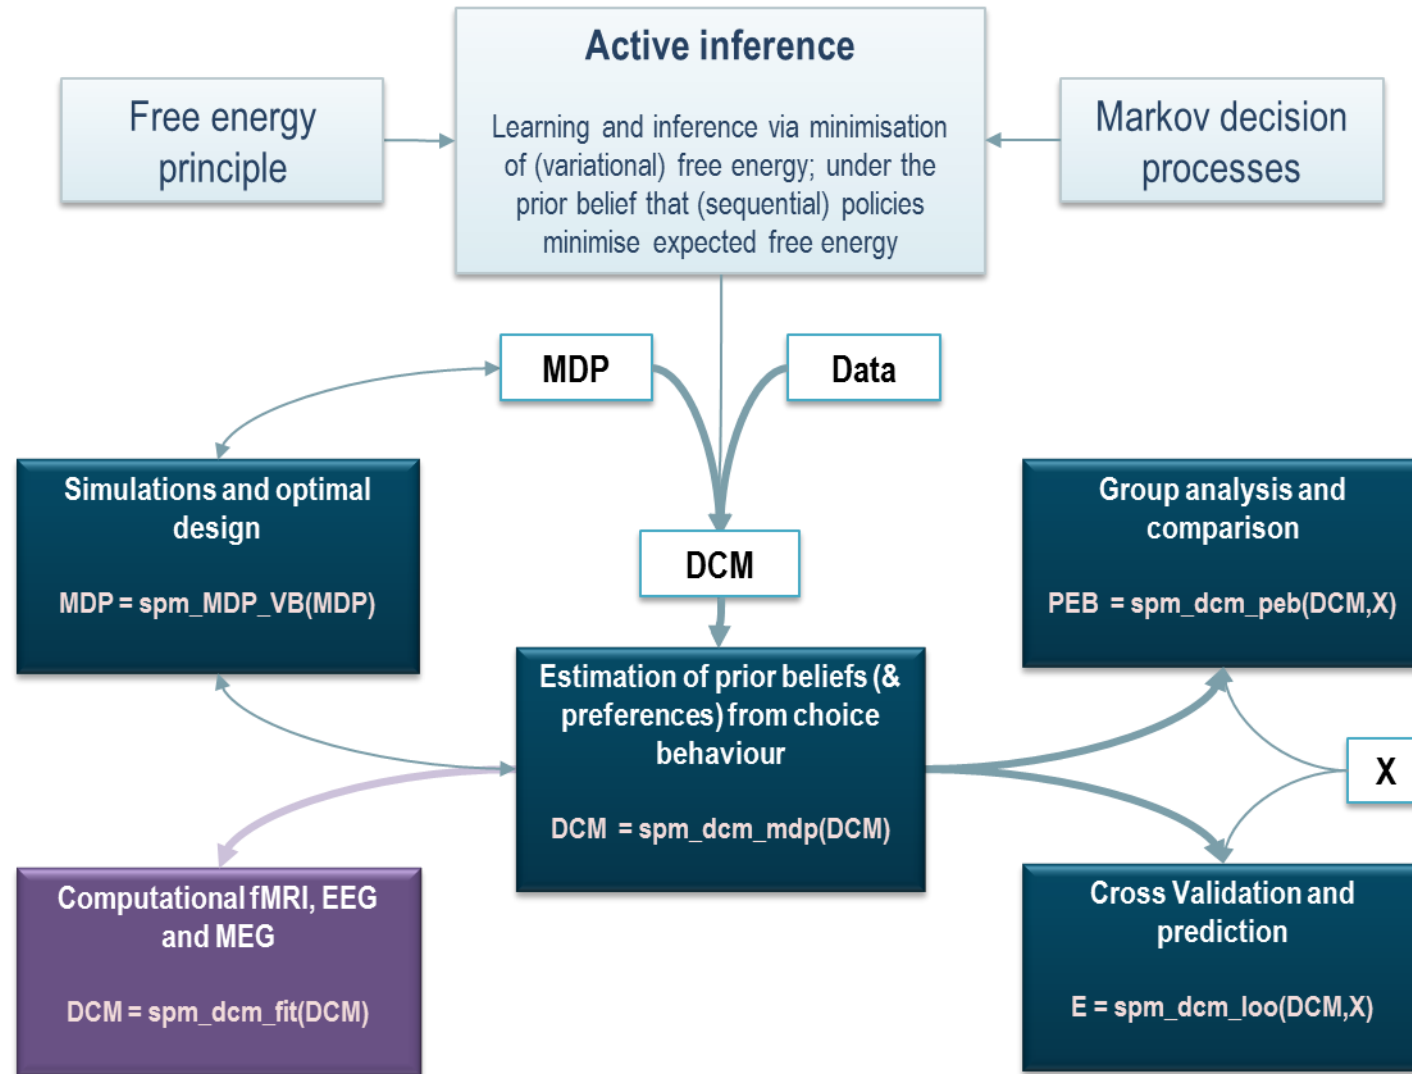 Active inference
Learning and inference via minimisation
of (variational) free energy; under the
prior belief that (sequential) policies
minimise expected free energy
Free energy
principle
Markov decision
processes
MDP
Data
Simulations and optimal
design
MDP = spm_MDP_VB(MDP)
DCM
Group analysis and
comparison
PEB = spm_dcm_peb(DCM,X)
Estimation of prior beliefs (&
preferences) from choice
behaviour
DCM = spm_dcm_mdp(DCM)
X
Computational fMRI, EEG
and MEG
DCM = spm_dcm_fit(DCM)
Cross Validation and
prediction
E = spm_dcm_loo(DCM,X)